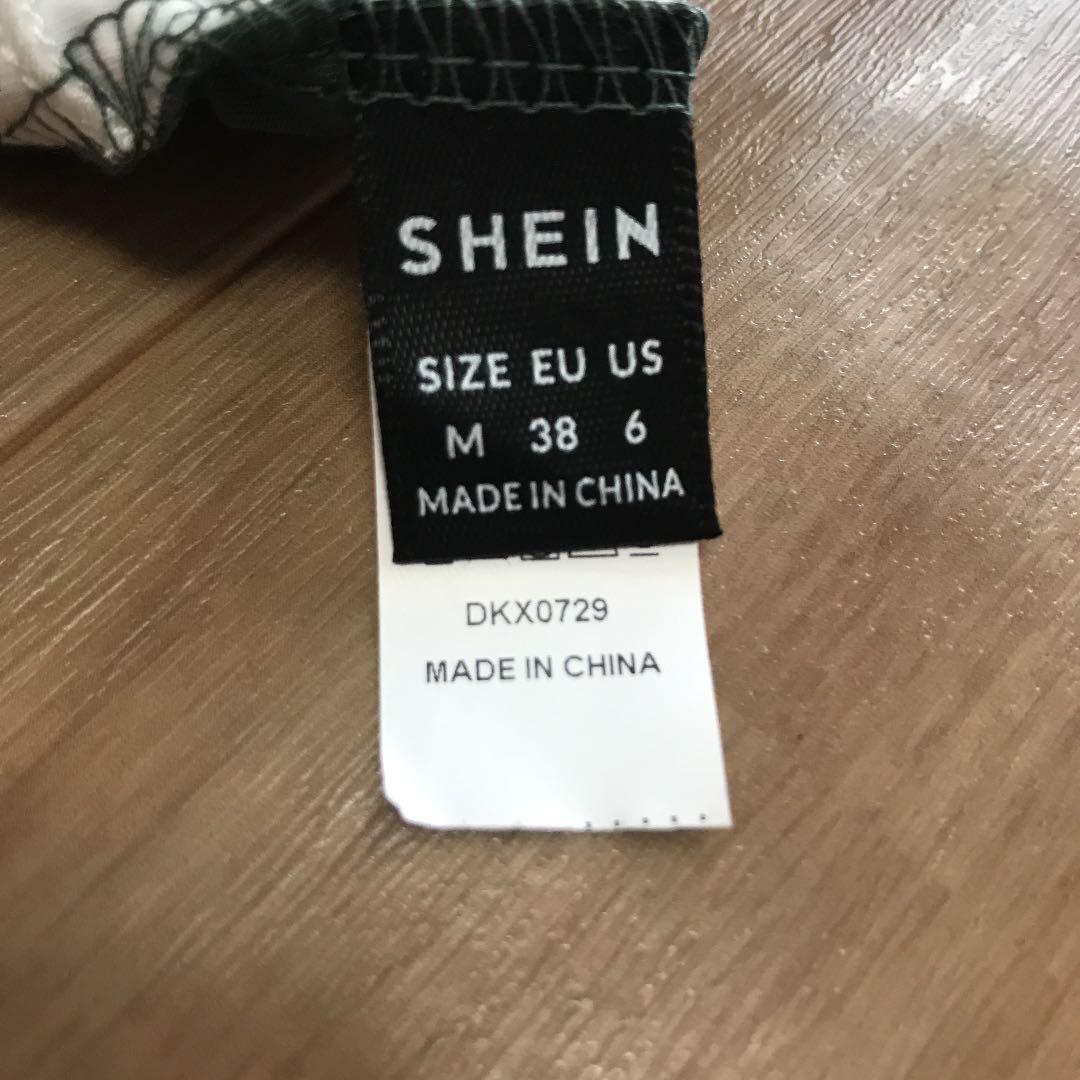 SHEIN
SIZE EU US
M 38 6
MADE IN CHINA
DKX0729
MADE IN CHINA